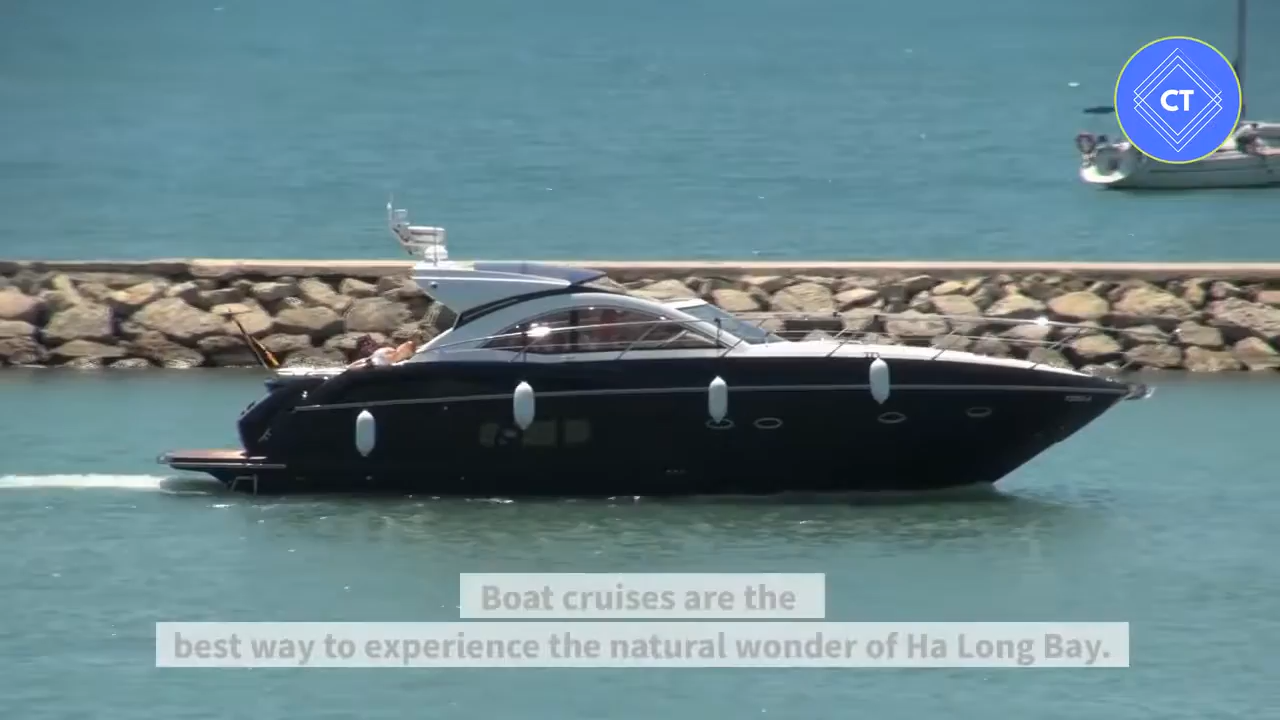 CT
Boat cruises are the
best way to experience the natural wonder of Ha Long Bay.